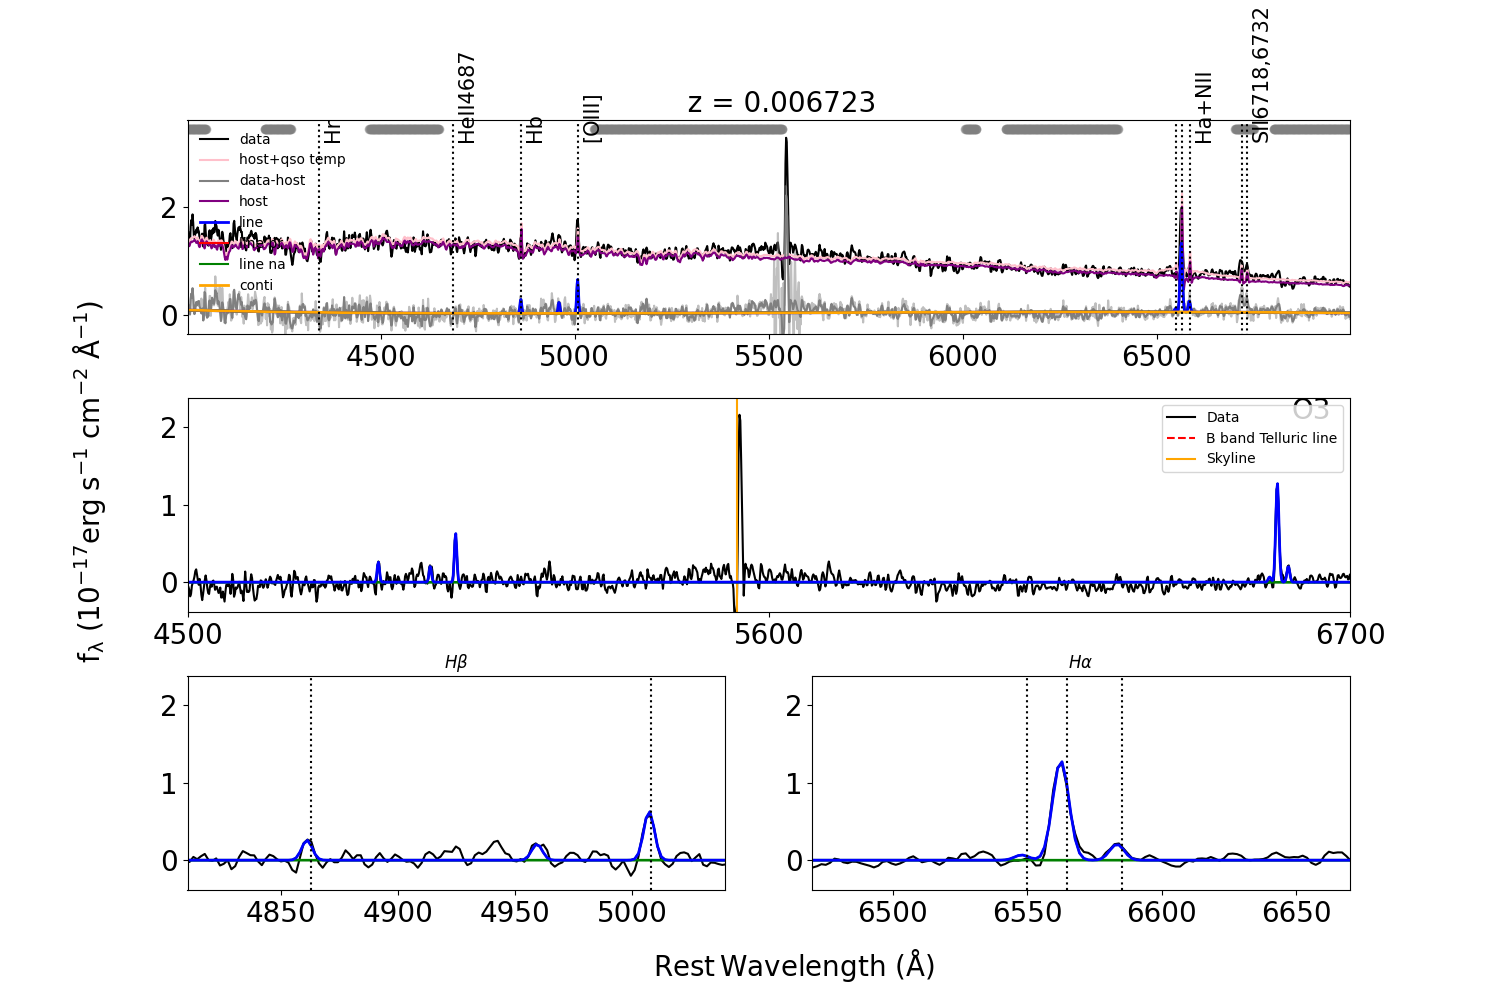 z = 0.006723
Hr
HeII4687
Hb
[OIII]
Ha+NII
SII6718,6732
data
host+qso temp
data-host
host
line
line na
conti
2
0
4500 5000 5500 6000 6500
fλ (10⁻¹⁷erg s⁻¹ cm⁻² Å⁻¹)
O3
Data
B band Telluric line
Skyline
2
1
0
4500 5600 6700
Hβ
2
1
0
4850 4900 4950 5000
Hα
2
1
0
6500 6550 6600 6650
Rest Wavelength (Å)